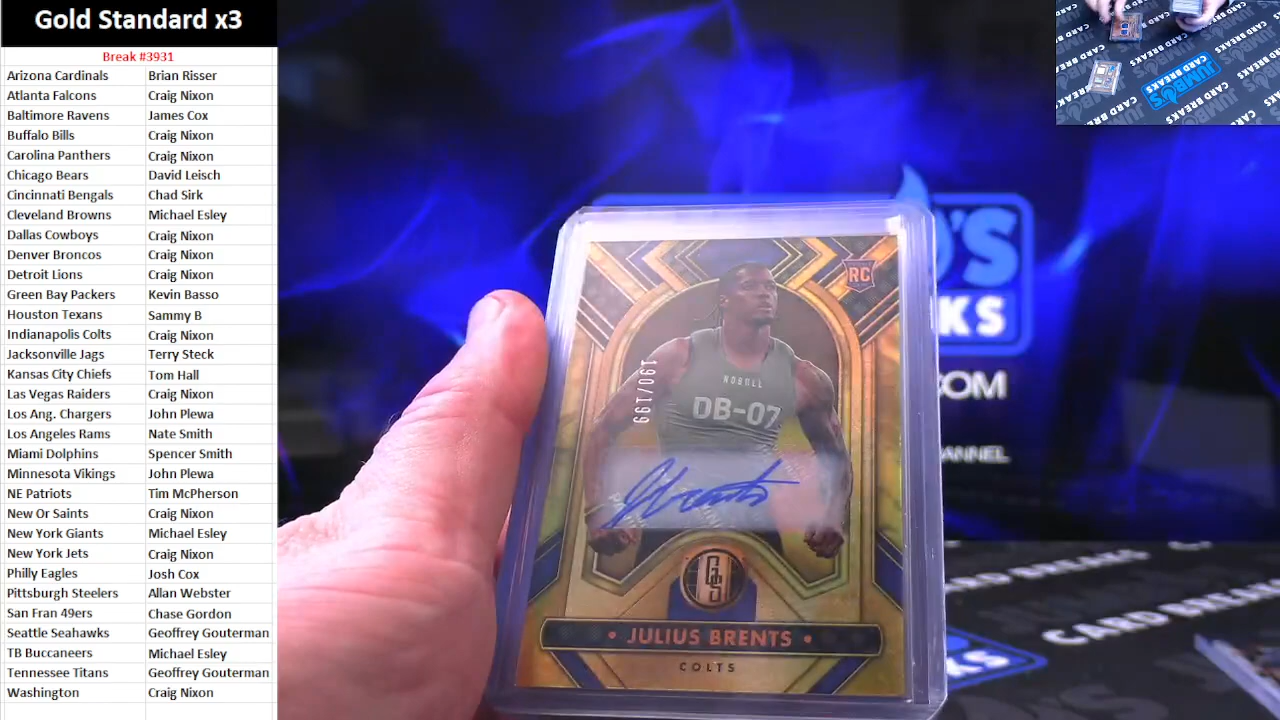 Gold Standard x3
Break #3931
Arizona Cardinals Brian Risser
Atlanta Falcons Craig Nixon
Baltimore Ravens James Cox
Buffalo Bills Craig Nixon
Carolina Panthers Craig Nixon
Chicago Bears David Leisch
Cincinnati Bengals Chad Sirk
Cleveland Browns Michael Esley
Dallas Cowboys Craig Nixon
Denver Broncos Craig Nixon
Detroit Lions Craig Nixon
Green Bay Packers Kevin Basso
Houston Texans Sammy B
Indianapolis Colts Craig Nixon
Jacksonville Jags Terry Steck
Kansas City Chiefs Tom Hall
Las Vegas Raiders Craig Nixon
Los Ang. Chargers John Plewa
Los Angeles Rams Nate Smith
Miami Dolphins Spencer Smith
Minnesota Vikings John Plewa
NE Patriots Tim McPherson
New Or Saints Craig Nixon
New York Giants Michael Esley
New York Jets Craig Nixon
Philly Eagles Josh Cox
Pittsburgh Steelers Allan Webster
San Fran 49ers Chase Gordon
Seattle Seahawks Geoffrey Gouterman
TB Buccaneers Michael Esley
Tennessee Titans Geoffrey Gouterman
Washington Craig Nixon
RC
190/199
NOBULL
DB-07
GS
JULIUS BRENTS
COLTS
JUMBO'S
CARD BREAKS
CARD BREAKS